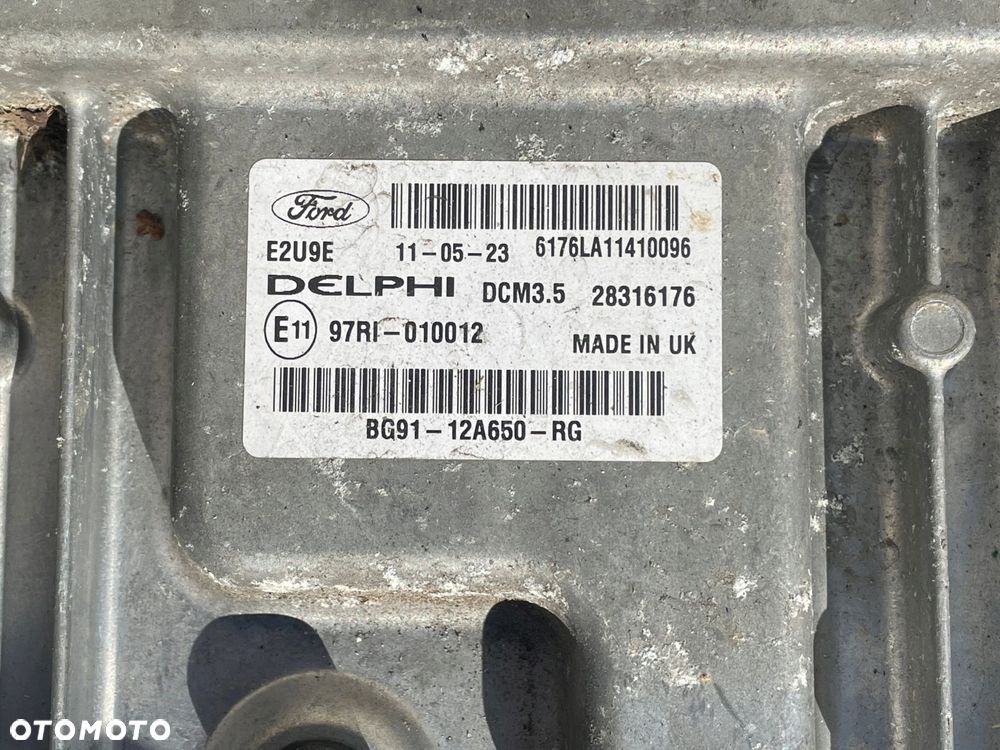 Ford
E2U9E 11-05-23 6176LA11410096
DELPHI DCM3.5 28316176
E11 97RI-010012 MADE IN UK
BG91-12A650-RG
OTOMOTO